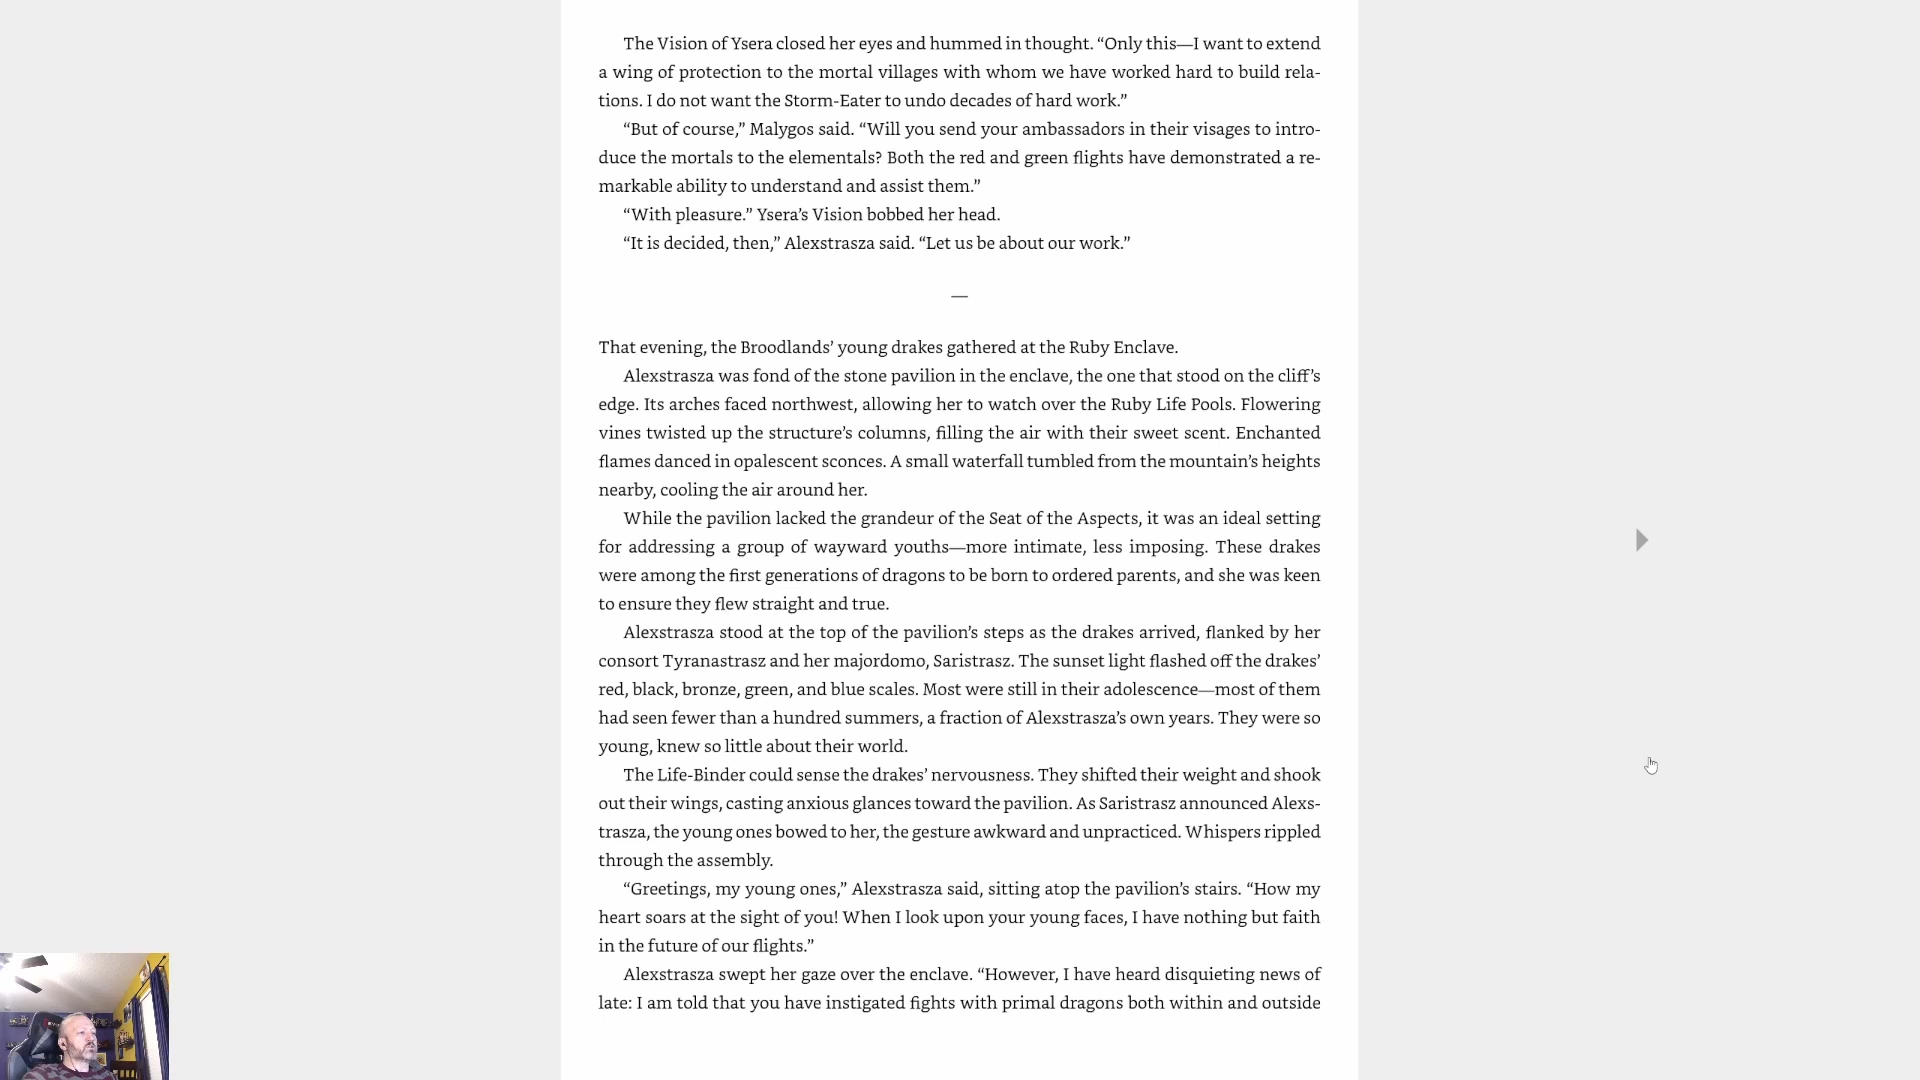 The Vision of Ysera closed her eyes and hummed in thought. “Only this—I want to extend
a wing of protection to the mortal villages with whom we have worked hard to build rela-
tions. I do not want the Storm-Eater to undo decades of hard work.”
“But of course,” Malygos said. “Will you send your ambassadors in their visages to intro-
duce the mortals to the elementals? Both the red and green flights have demonstrated a re-
markable ability to understand and assist them.”
“With pleasure.” Ysera’s Vision bobbed her head.
“It is decided, then,” Alexstrasza said. “Let us be about our work.”
—
That evening, the Broodlands’ young drakes gathered at the Ruby Enclave.
Alexstrasza was fond of the stone pavilion in the enclave, the one that stood on the cliff’s
edge. Its arches faced northwest, allowing her to watch over the Ruby Life Pools. Flowering
vines twisted up the structure’s columns, filling the air with their sweet scent. Enchanted
flames danced in opalescent sconces. A small waterfall tumbled from the mountain’s heights
nearby, cooling the air around her.
While the pavilion lacked the grandeur of the Seat of the Aspects, it was an ideal setting
for addressing a group of wayward youths—more intimate, less imposing. These drakes
were among the first generations of dragons to be born to ordered parents, and she was keen
to ensure they flew straight and true.
Alexstrasza stood at the top of the pavilion’s steps as the drakes arrived, flanked by her
consort Tyranastrasz and her majordomo, Saristrasz. The sunset light flashed off the drakes’
red, black, bronze, green, and blue scales. Most were still in their adolescence—most of them
had seen fewer than a hundred summers, a fraction of Alexstrasza’s own years. They were so
young, knew so little about their world.
The Life-Binder could sense the drakes’ nervousness. They shifted their weight and shook
out their wings, casting anxious glances toward the pavilion. As Saristrasz announced Alexs-
trasza, the young ones bowed to her, the gesture awkward and unpracticed. Whispers rippled
through the assembly.
“Greetings, my young ones,” Alexstrasza said, sitting atop the pavilion’s stairs. “How my
heart soars at the sight of you! When I look upon your young faces, I have nothing but faith
in the future of our flights.”
Alexstrasza swept her gaze over the enclave. “However, I have heard disquieting news of
late: I am told that you have instigated fights with primal dragons both within and outside